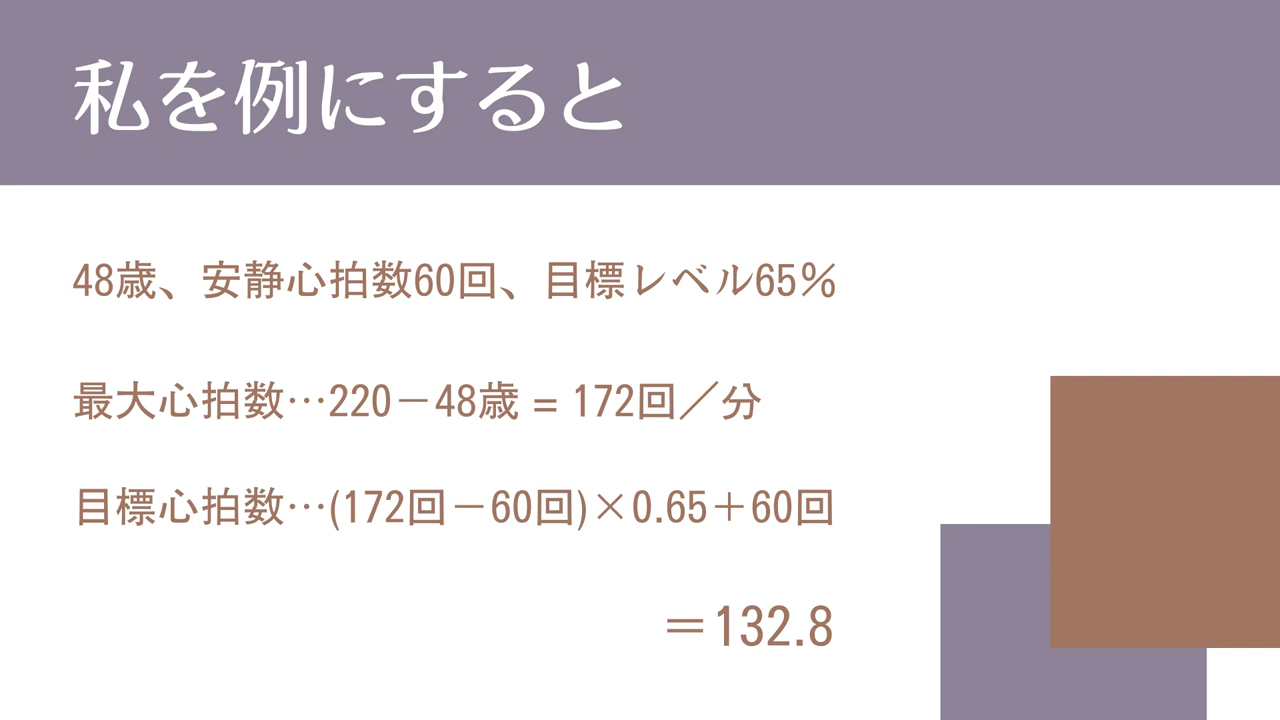 私を例にすると
48歳、安静心拍数60回、目標レベル65％
最大心拍数…220－48歳 = 172回／分
目標心拍数…(172回－60回)×0.65＋60回
＝132.8